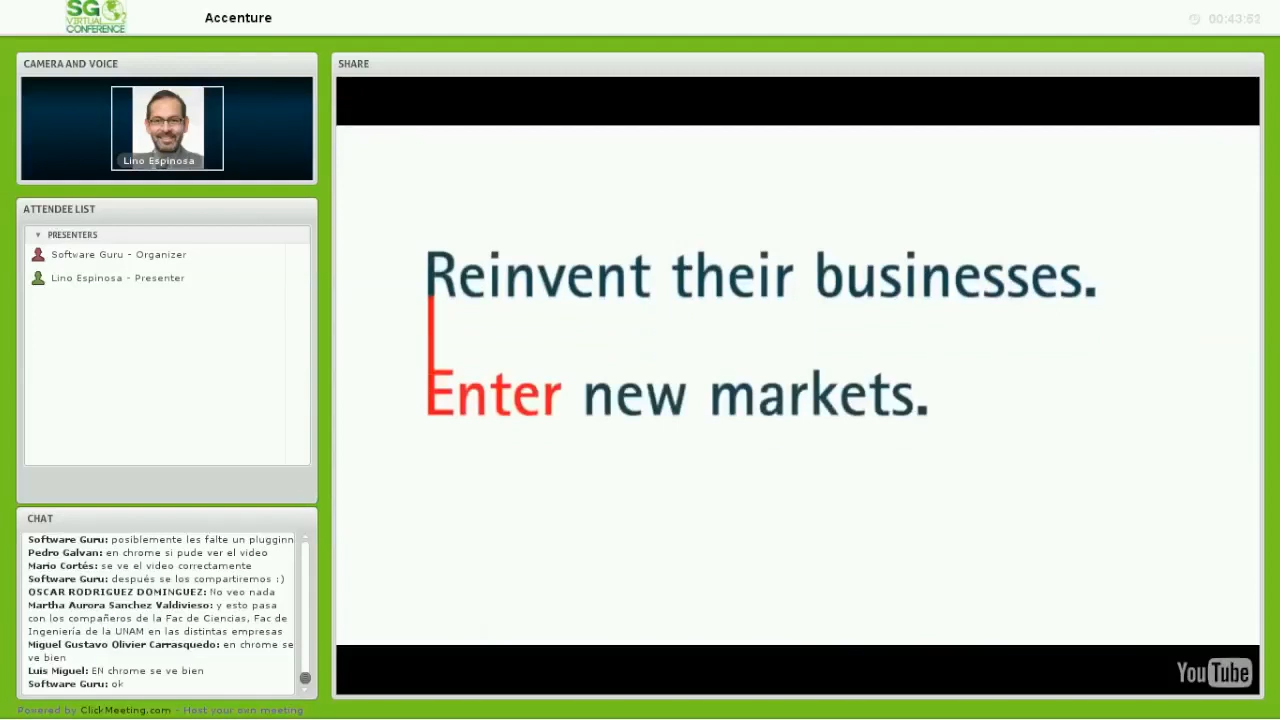 SG
VIRTUAL
CONFERENCE
Accenture
00:43:52
CAMERA AND VOICE
Lino Espinosa
ATTENDEE LIST
PRESENTERS
Software Guru - Organizer
Lino Espinosa - Presenter
CHAT
Software Guru: posiblemente les falte un plugginn
Pedro Galvan: en chrome si pude ver el video
Mario Cortés: se ve el video correctamente
Software Guru: después se los compartiremos :)
OSCAR RODRIGUEZ DOMINGUEZ: No veo nada
Martha Aurora Sanchez Valdivieso: y esto pasa
con los compañeros de la Fac de Ciencias, Fac de
Ingeniería de la UNAM en las distintas empresas
Miguel Gustavo Olivier Carrasquedo: en chrome se
ve bien
Luis Miguel: EN chrome se ve bien
Software Guru: ok
SHARE
Reinvent their businesses.
Enter new markets.
YouTube
Powered by ClickMeeting.com - Host your own meeting